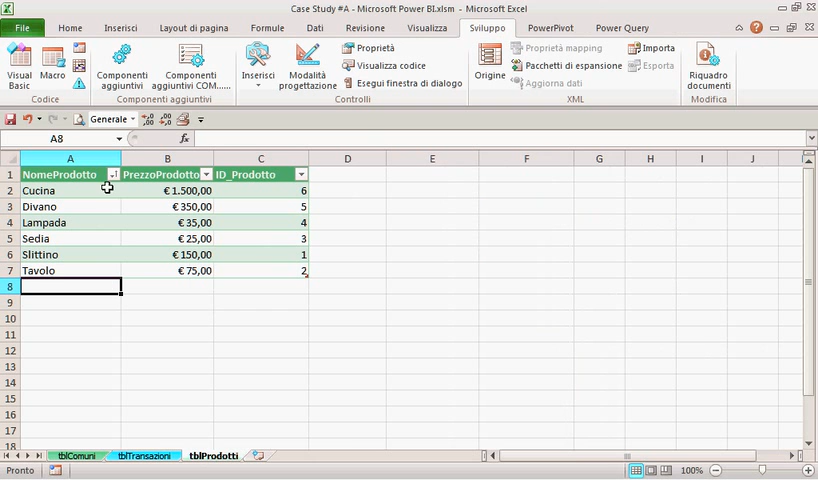 Case Study #A - Microsoft Power BI.xlsm - Microsoft Excel
File Home Inserisci Layout di pagina Formule Dati Revisione Visualizza Sviluppo PowerPivot Power Query
Visual Basic
Macro
Codice
Componenti aggiuntivi
Componenti aggiuntivi COM......
Componenti aggiuntivi
Inserisci
Modalità progettazione
Proprietà
Visualizza codice
Esegui finestra di dialogo
Controlli
Origine
Proprietà mapping
Pacchetti di espansione
Aggiorna dati
Importa
Esporta
XML
Riquadro documenti
Modifica
Generale
A8 fx
A B C D E F G H I J
1 NomeProdotto PrezzoProdotto ID_Prodotto
2 Cucina € 1.500,00 6
3 Divano € 350,00 5
4 Lampada € 35,00 4
5 Sedia € 25,00 3
6 Slittino € 150,00 1
7 Tavolo € 75,00 2
8
9
10
11
12
13
14
15
16
17
18
tblComuni tblTransazioni tblProdotti
Pronto 100%